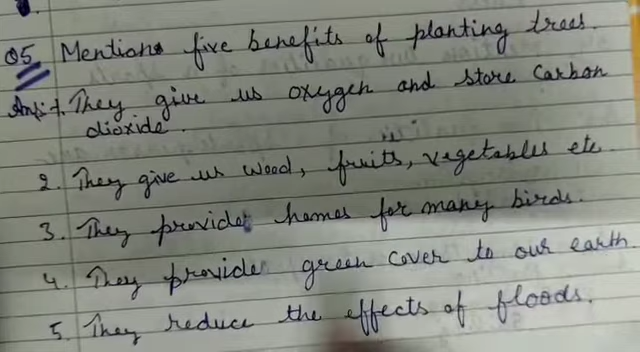 Q5 Mention five benefits of planting trees.
Ans:- 1. They give us oxygen and store Carbon
dioxide.
2. They give us wood, fruits, vegetables etc.
3. They provide homes for many birds.
4. They provide green cover to our earth.
5. They reduce the effects of floods.